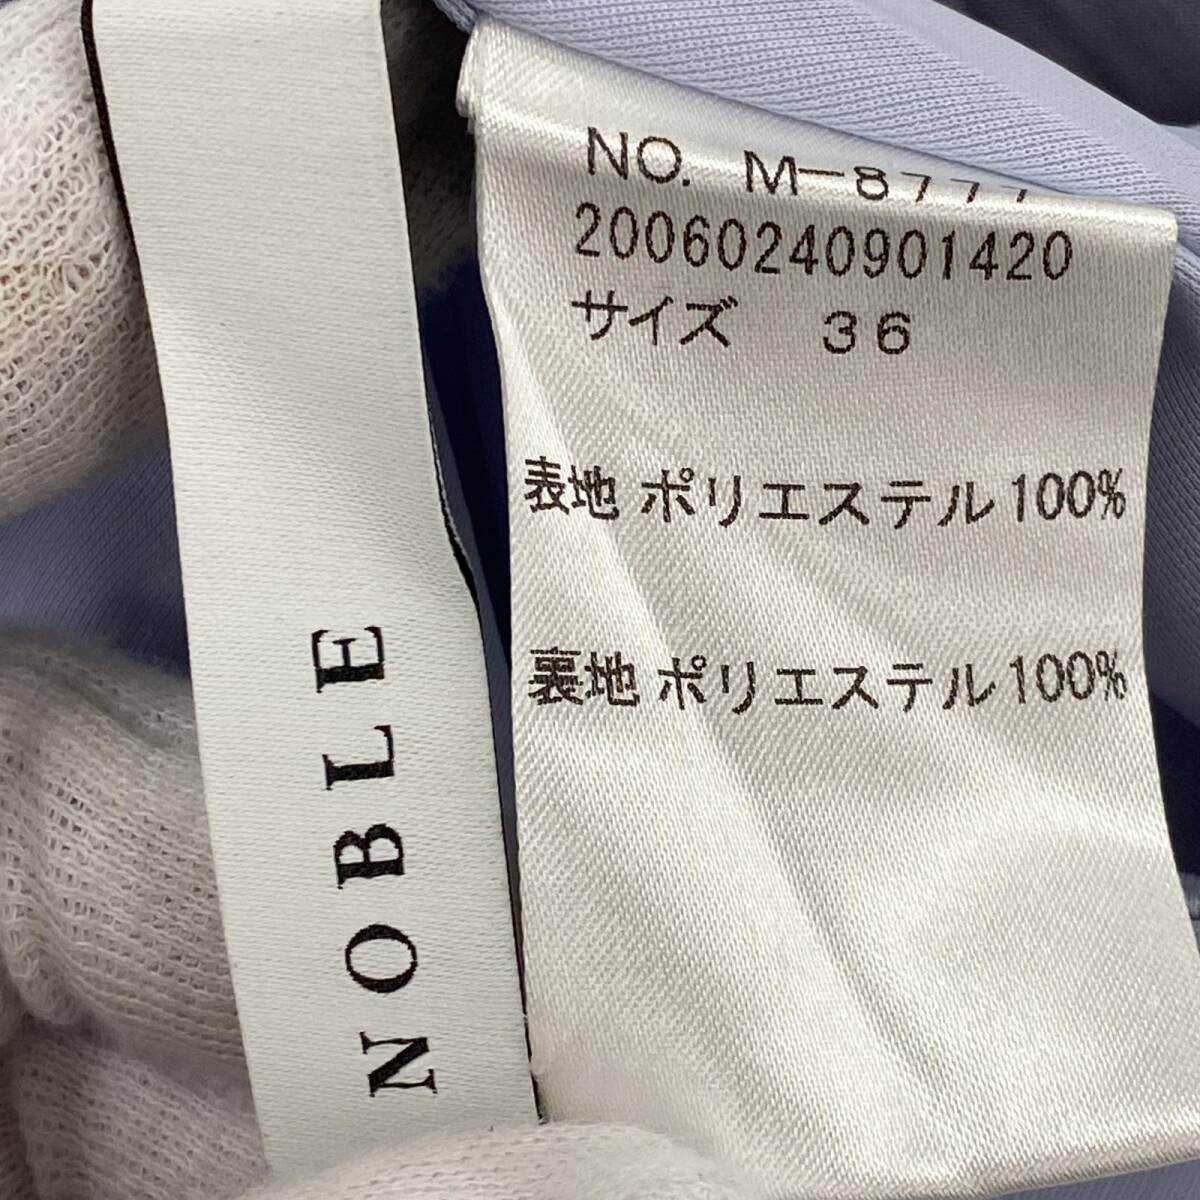 NOBLE
NO. M-8777
20060240901420
サイズ 36
表地 ポリエステル100%
裏地 ポリエステル100%